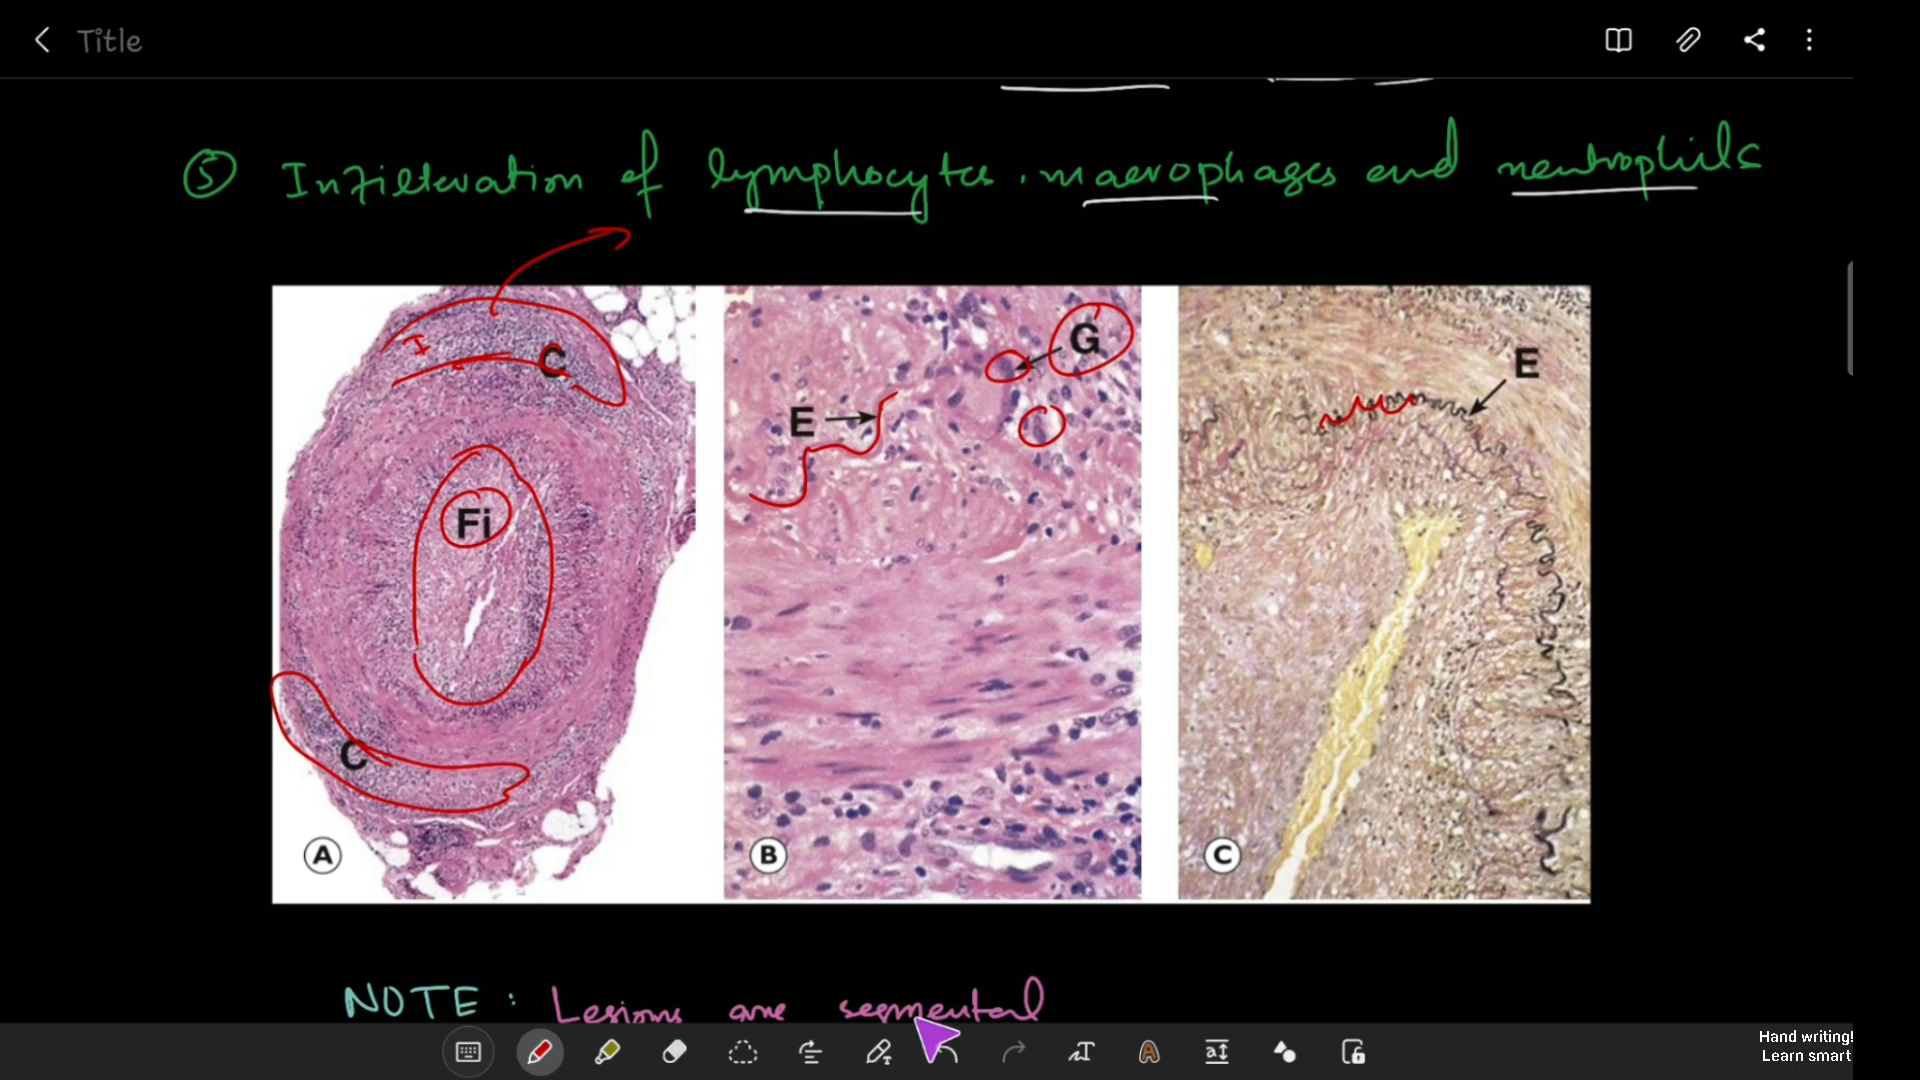 Title
⑤ Infiltration of lymphocytes, macrophages and neutrophils
I
C
Fi
C
A
G
E
B
E
C
NOTE : Lesions are segmental
Hand writing!
Learn smart